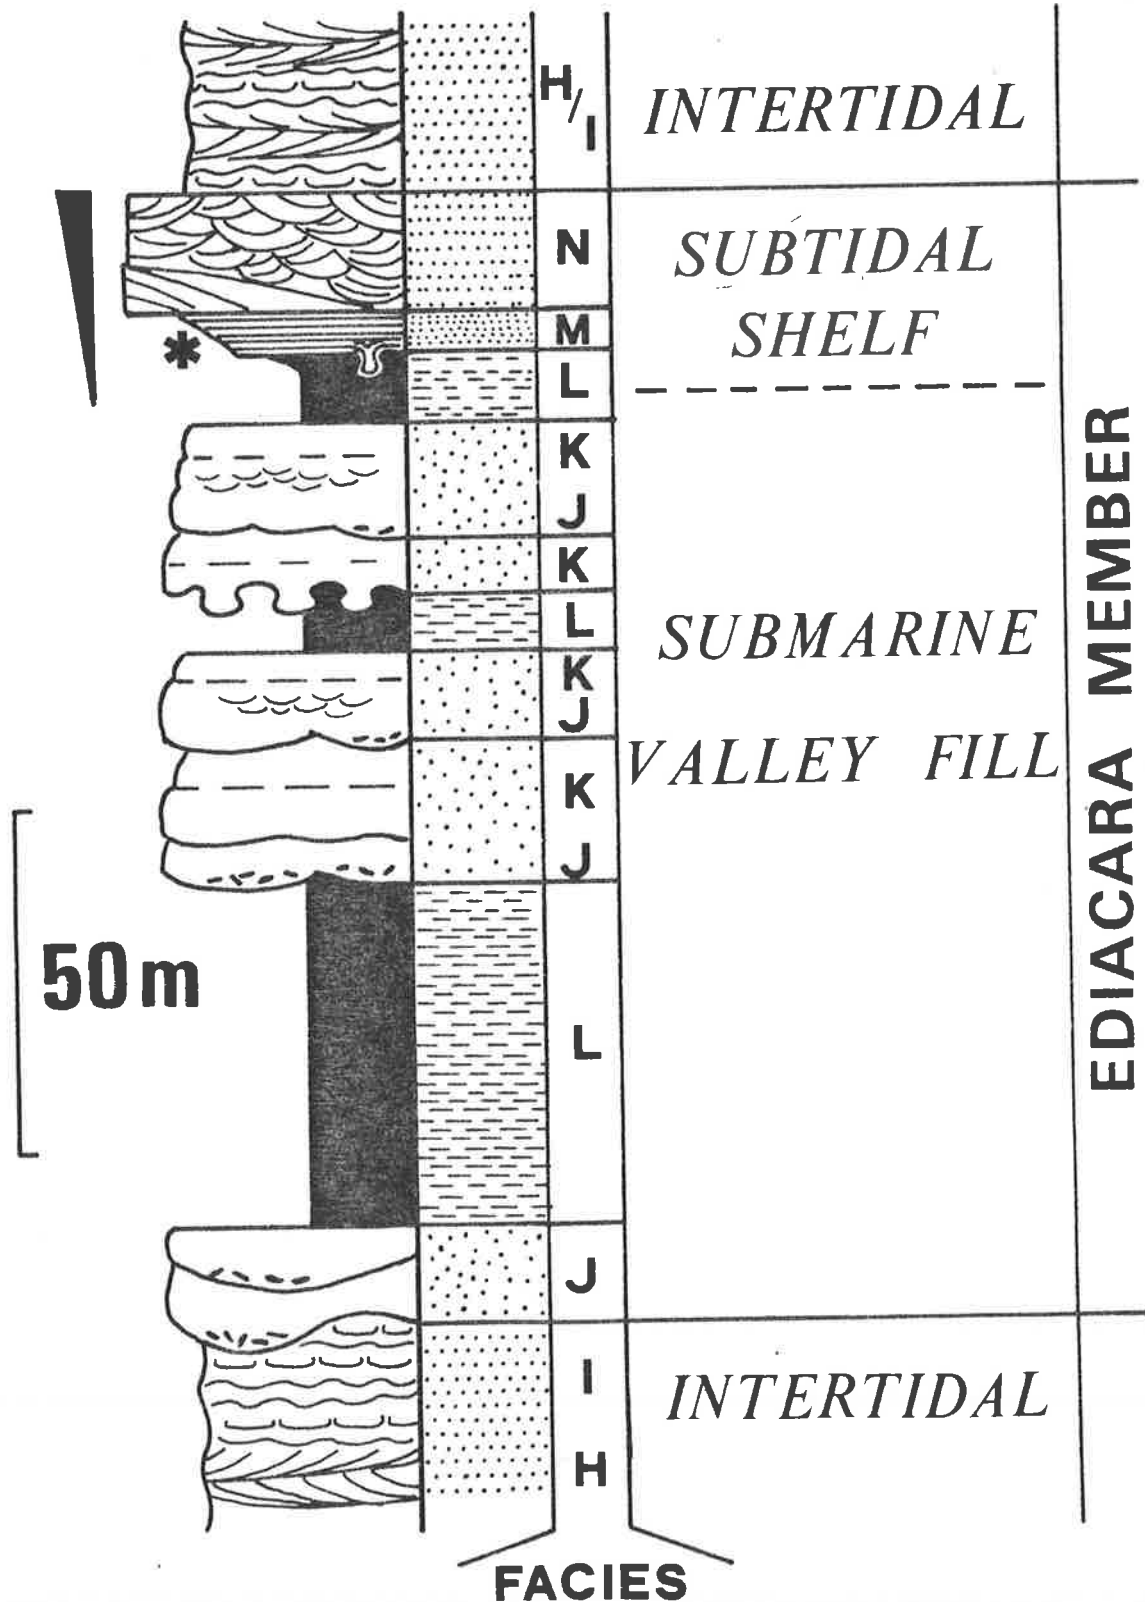 H/I
INTERTIDAL
N
SUBTIDAL
SHELF
M
*
L
K
J
K
L
SUBMARINE
K
J
VALLEY FILL
K
J
EDIACARA MEMBER
50m
L
J
I
INTERTIDAL
H
FACIES